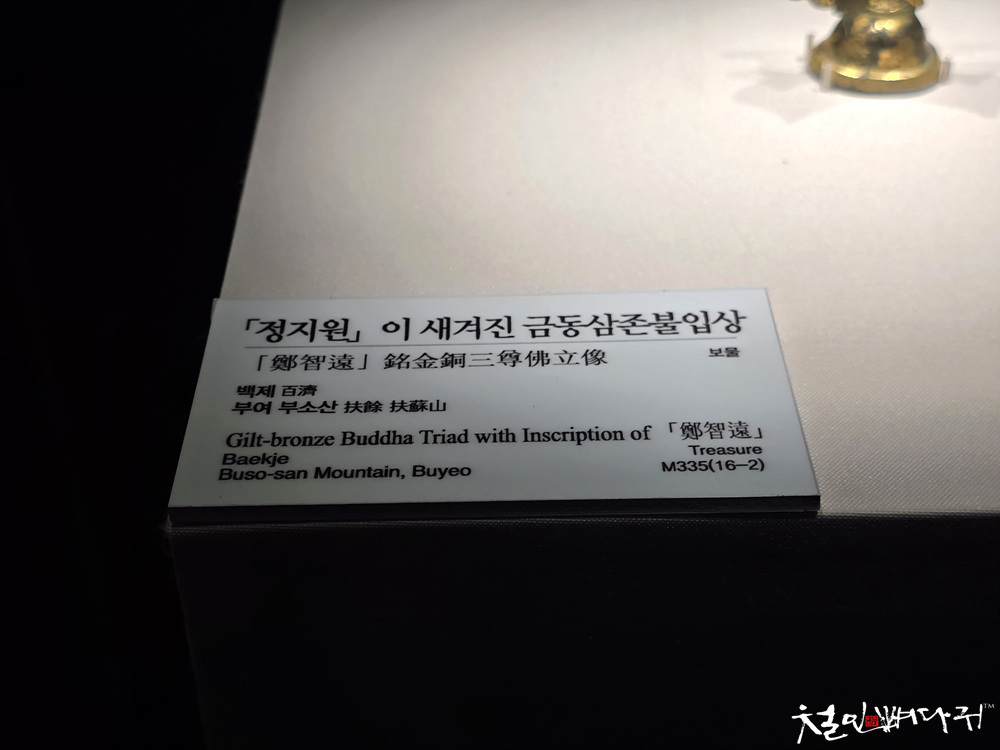 「정지원」이 새겨진 금동삼존불입상
「鄭智遠」銘金銅三尊佛立像
보물
백제 百濟
부여 부소산 扶餘 扶蘇山
Gilt-bronze Buddha Triad with Inscription of 「鄭智遠」
Baekje
Treasure
Buso-san Mountain, Buyeo
M335(16-2)